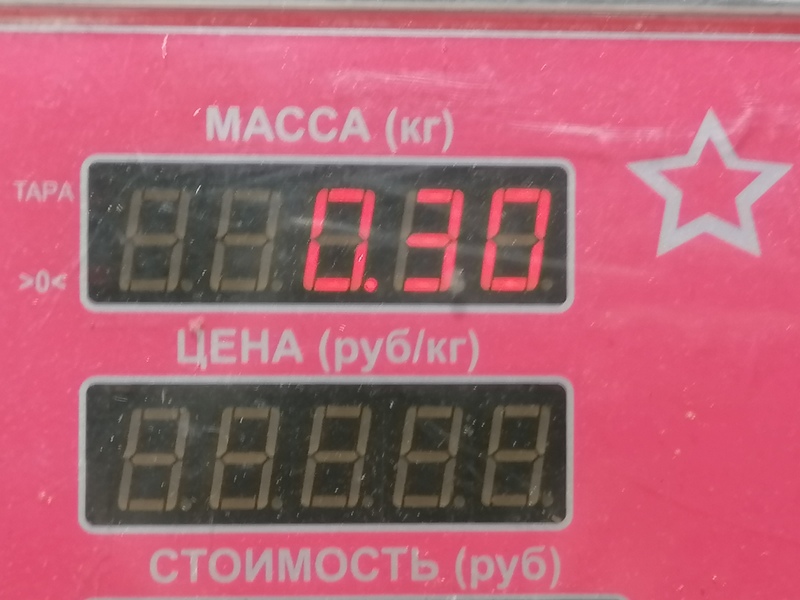 МАССА (кг)
ТАРА
0.30
>0<
ЦЕНА (руб/кг)
СТОИМОСТЬ (руб)